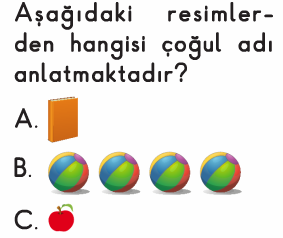 Aşağıdaki resimler-
den hangisi çoğul adı
anlatmaktadır?
A.
B.
C.